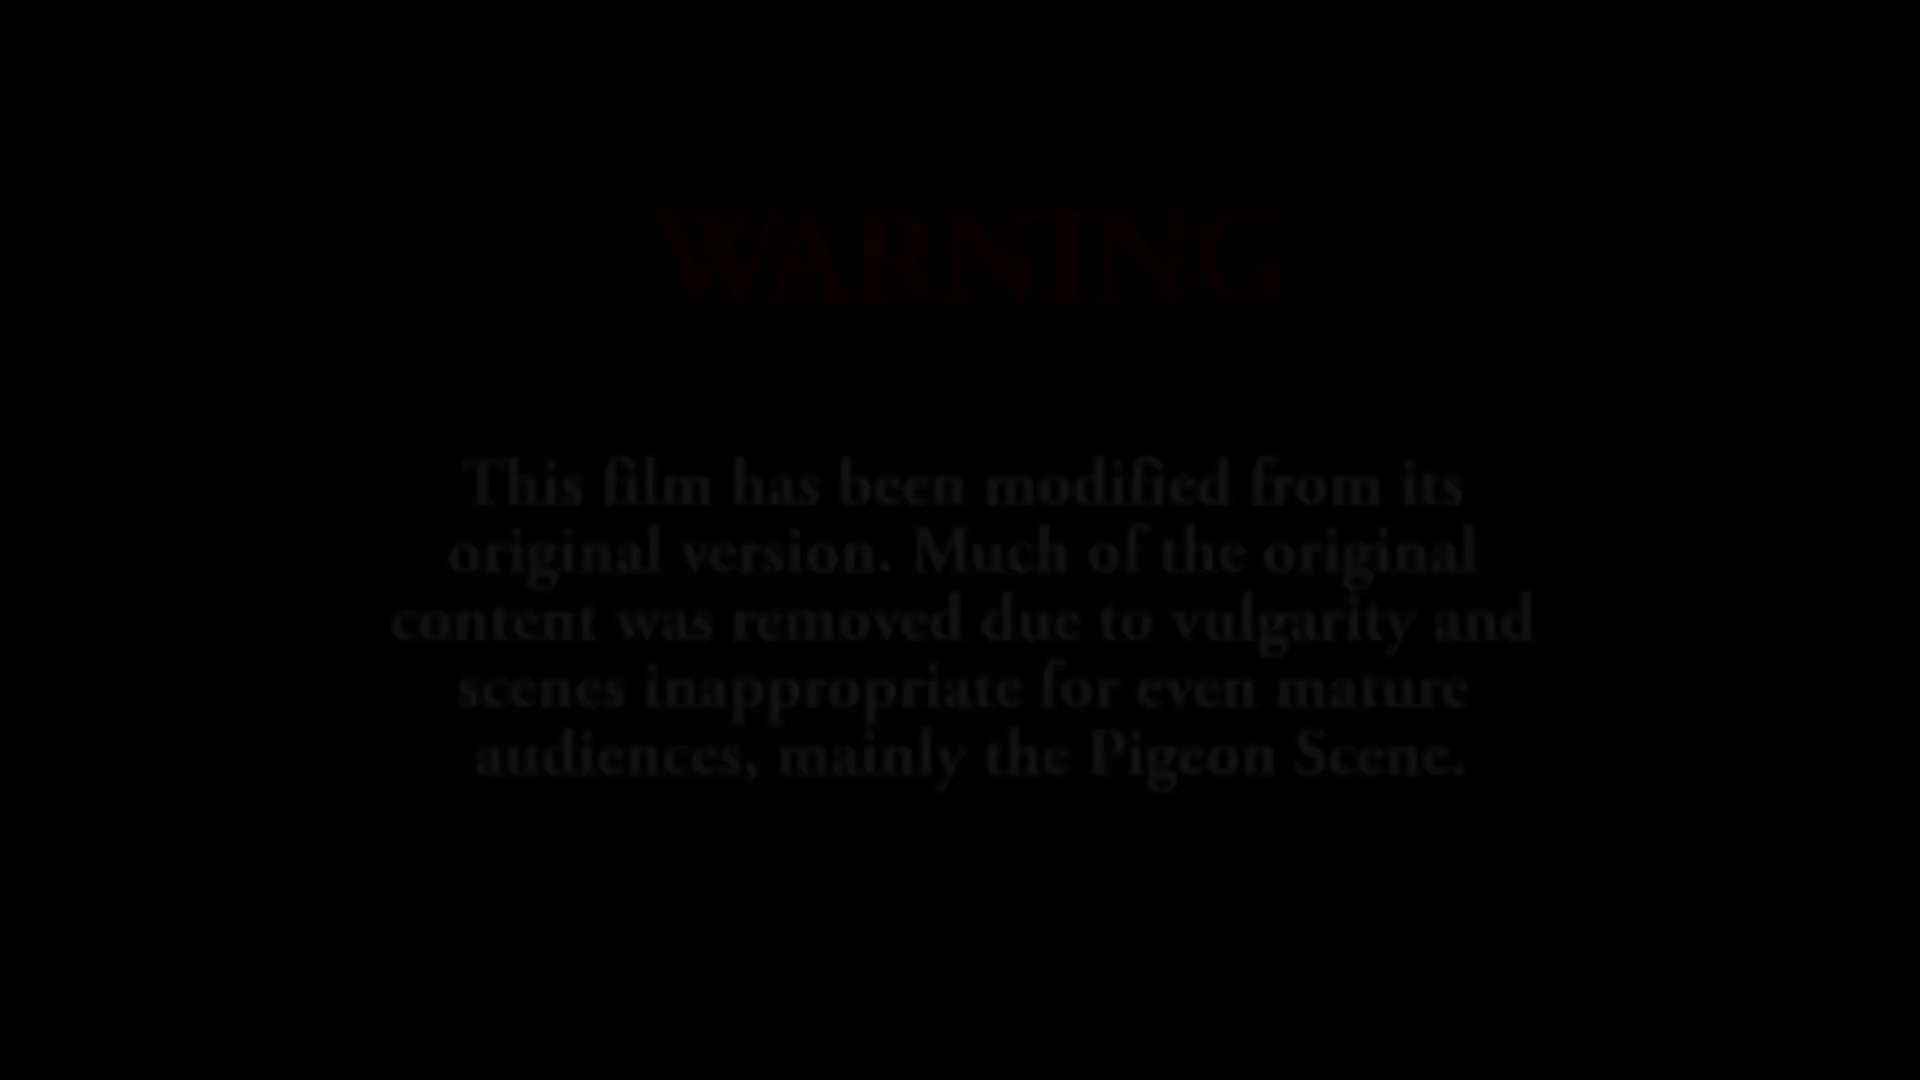 WARNING
This film has been modified from its
original version. Much of the original
content was removed due to vulgarity and
scenes inappropriate for even mature
audiences, mainly the Pigeon Scene.